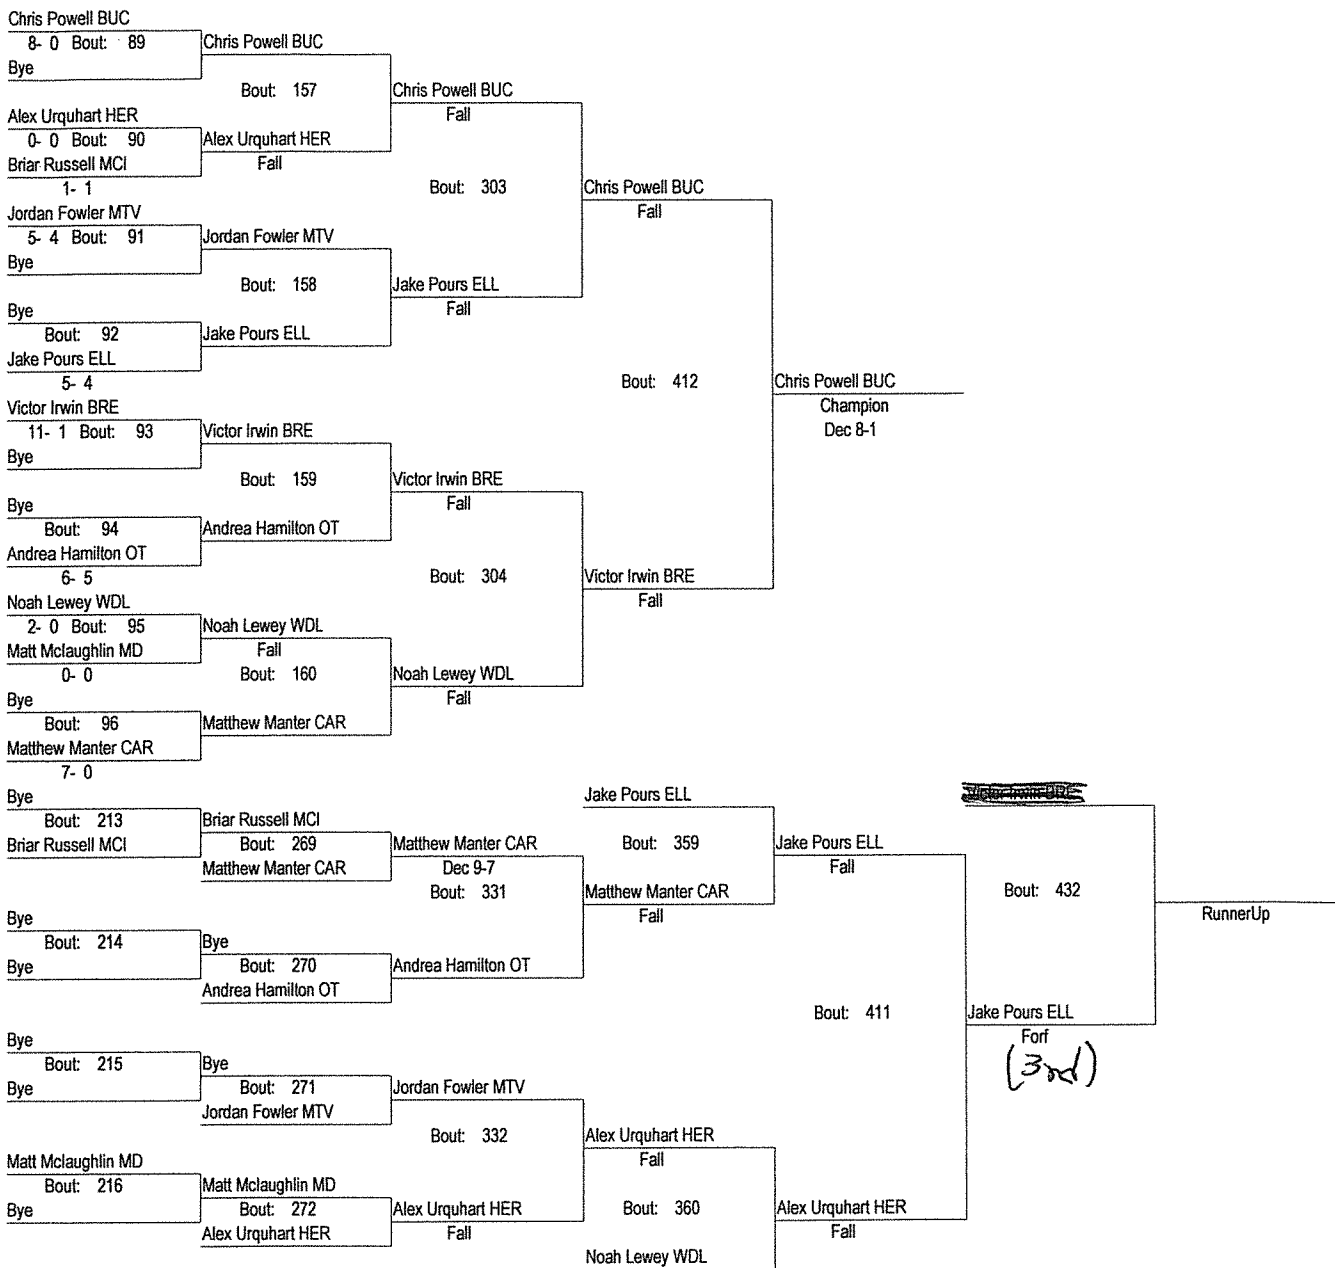 Chris Powell BUC
8- 0 Bout: 89
Bye
Chris Powell BUC
Bout: 157
Chris Powell BUC
Fall
Alex Urquhart HER
0- 0 Bout: 90
Briar Russell MCI
1- 1
Alex Urquhart HER
Fall
Bout: 303
Chris Powell BUC
Fall
Jordan Fowler MTV
5- 4 Bout: 91
Bye
Jordan Fowler MTV
Bout: 158
Jake Pours ELL
Fall
Bye
Bout: 92
Jake Pours ELL
5- 4
Jake Pours ELL
Bout: 412
Chris Powell BUC
Champion
Dec 8-1
Victor Irwin BRE
11- 1 Bout: 93
Bye
Victor Irwin BRE
Bout: 159
Victor Irwin BRE
Fall
Bye
Bout: 94
Andrea Hamilton OT
6- 5
Andrea Hamilton OT
Bout: 304
Victor Irwin BRE
Fall
Noah Lewey WDL
2- 0 Bout: 95
Matt Mclaughlin MD
0- 0
Noah Lewey WDL
Fall
Bout: 160
Noah Lewey WDL
Fall
Bye
Bout: 96
Matthew Manter CAR
7- 0
Matthew Manter CAR
Bye
Bout: 213
Briar Russell MCI
Briar Russell MCI
Bout: 269
Matthew Manter CAR
Matthew Manter CAR
Dec 9-7
Bout: 331
Jake Pours ELL
Bout: 359
Matthew Manter CAR
Fall
Jake Pours ELL
Fall
Victor Irwin BRE
Bout: 432
RunnerUp
Bye
Bout: 214
Bye
Bye
Bout: 270
Andrea Hamilton OT
Andrea Hamilton OT
Bout: 411
Jake Pours ELL
Forf
(3rd)
Bye
Bout: 215
Bye
Bye
Bout: 271
Jordan Fowler MTV
Jordan Fowler MTV
Bout: 332
Alex Urquhart HER
Fall
Matt Mclaughlin MD
Bout: 216
Bye
Matt Mclaughlin MD
Bout: 272
Alex Urquhart HER
Alex Urquhart HER
Fall
Bout: 360
Noah Lewey WDL
Alex Urquhart HER
Fall